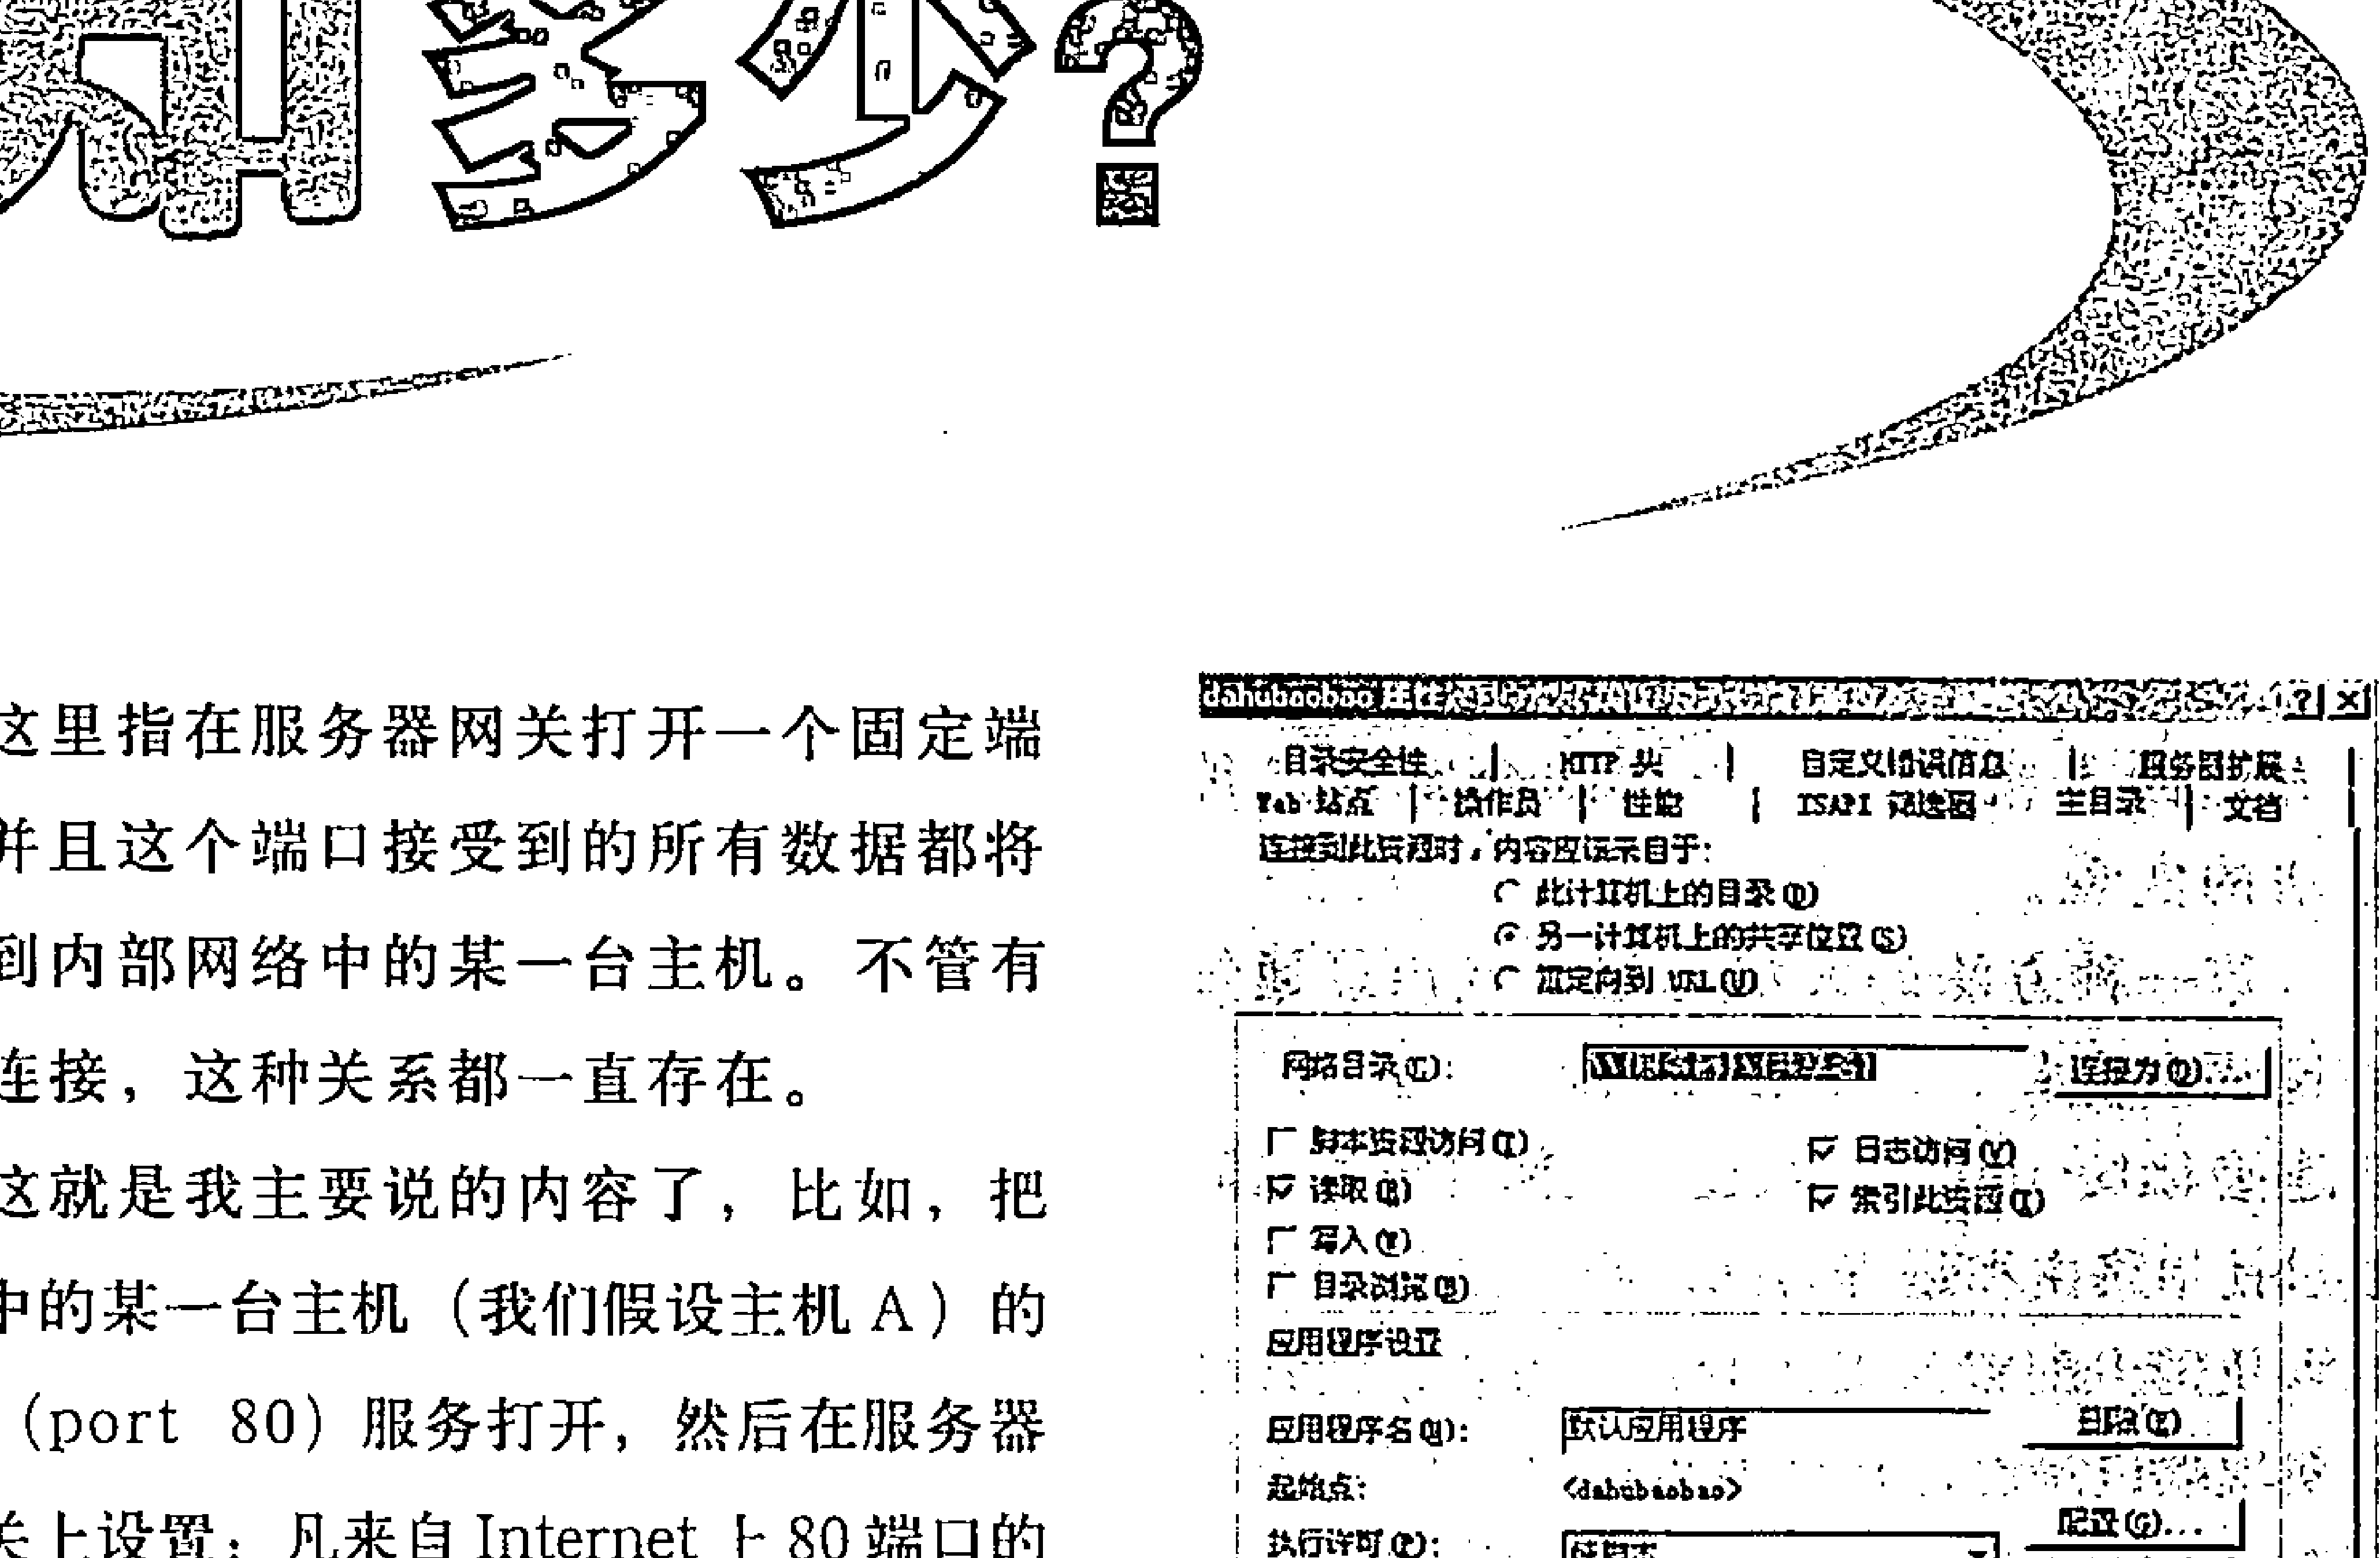 知多少?
这里指在服务器网关打开一个固定端
并且这个端口接受到的所有数据都将
到内部网络中的某一台主机。不管有
连接，这种关系都一直存在。
这就是我主要说的内容了，比如，把
中的某一台主机（我们假设主机 A）的
（port 80）服务打开，然后在服务器
关上设置：凡来自 Internet 上 80 端口的
dahubaobao 属性
目录安全性 HTTP 头 自定义错误信息 服务器扩展
Web 站点 操作员 性能 ISAPI 筛选器 主目录 文档
连接到此资源时，内容应该来自于:
此计算机上的目录(D)
另一计算机上的共享位置(S)
重定向到 URL(U)
网络目录(C): 连接为(O)...
脚本资源访问(T) 日志访问(V)
读取(R) 索引此资源(I)
写入(W)
目录浏览(B)
应用程序设置
应用程序名(M): 默认应用程序 删除(E)
起始点: <dahubaobao>
配置(G)...
执行许可(P): 纯脚本